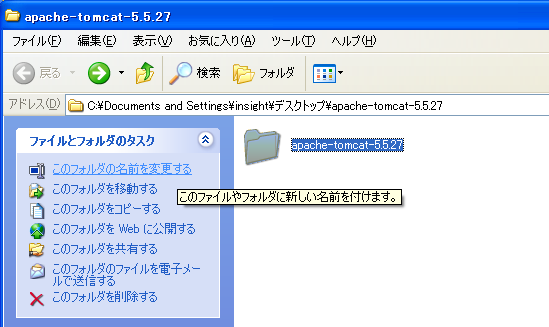 apache-tomcat-5.5.27
ファイル(F) 編集(E) 表示(V) お気に入り(A) ツール(T) ヘルプ(H)
戻る 検索 フォルダ
アドレス(D) C:¥Documents and Settings¥insight¥デスクトップ¥apache-tomcat-5.5.27
ファイルとフォルダのタスク
apache-tomcat-5.5.27
このフォルダの名前を変更する
このフォルダを移動する
このファイルやフォルダに新しい名前を付けます。
このフォルダをコピーする
このフォルダを Web に公開する
このフォルダを共有する
このフォルダのファイルを電子メー
ルで送信する
このフォルダを削除する